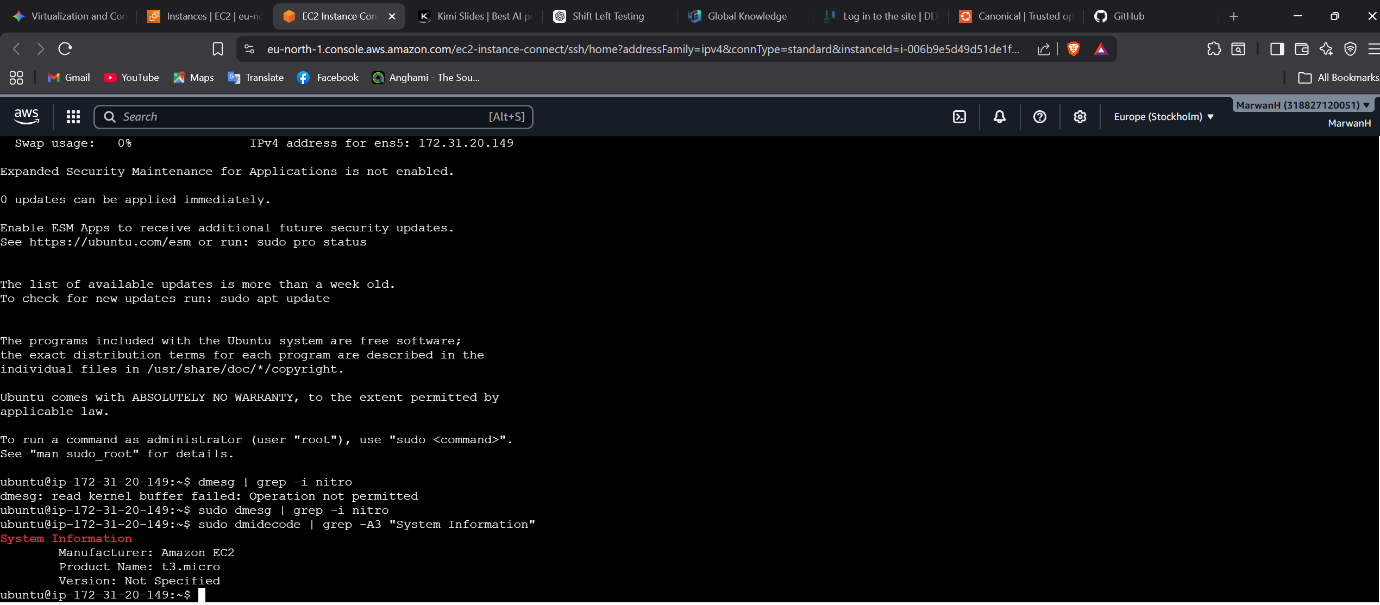 Virtualization and Con
Instances | EC2 | eu-no
EC2 Instance Con
Kimi Slides | Best AI po
Shift Left Testing
Global Knowledge
Log in to the site | DE
Canonical | Trusted op
GitHub
eu-north-1.console.aws.amazon.com/ec2-instance-connect/ssh/home?addressFamily=ipv4&connType=standard&instanceId=i-006b9e5d49d51de1f...
Gmail
YouTube
Maps
Translate
Facebook
Anghami - The Sou...
All Bookmarks
aws
Search
[Alt+S]
Europe (Stockholm)
MarwanH (318827120051)
MarwanH
Swap usage: 0% IPv4 address for ens5: 172.31.20.149
Expanded Security Maintenance for Applications is not enabled.
0 updates can be applied immediately.
Enable ESM Apps to receive additional future security updates.
See https://ubuntu.com/esm or run: sudo pro status
The list of available updates is more than a week old.
To check for new updates run: sudo apt update
The programs included with the Ubuntu system are free software;
the exact distribution terms for each program are described in the
individual files in /usr/share/doc/*/copyright.
Ubuntu comes with ABSOLUTELY NO WARRANTY, to the extent permitted by
applicable law.
To run a command as administrator (user "root"), use "sudo <command>".
See "man sudo_root" for details.
ubuntu@ip-172-31-20-149:~$ dmesg | grep -i nitro
dmesg: read kernel buffer failed: Operation not permitted
ubuntu@ip-172-31-20-149:~$ sudo dmesg | grep -i nitro
ubuntu@ip-172-31-20-149:~$ sudo dmidecode | grep -A3 "System Information"
System Information
Manufacturer: Amazon EC2
Product Name: t3.micro
Version: Not Specified
ubuntu@ip-172-31-20-149:~$